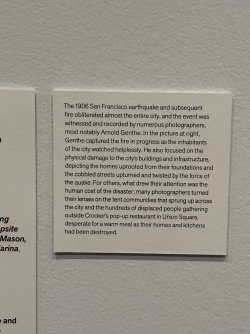 The 1906 San Francisco earthquake and subsequent
fire obliterated almost the entire city, and the event was
witnessed and recorded by numerous photographers,
most notably Arnold Genthe. In the picture at right,
Genthe captured the fire in progress as the inhabitants
of the city watched helplessly. He also focused on the
physical damage to the city's buildings and infrastructure,
depicting the homes uprooted from their foundations and
the cobbled streets upturned and twisted by the force of
the quake. For others, what drew their attention was the
human cost of the disaster; many photographers turned
their lenses on the tent communities that sprung up across
the city and the hundreds of displaced people gathering
outside Crocker's pop-up restaurant in Union Square,
desperate for a warm meal as their homes and kitchens
had been destroyed.
ng
psite
Mason,
arina.
and